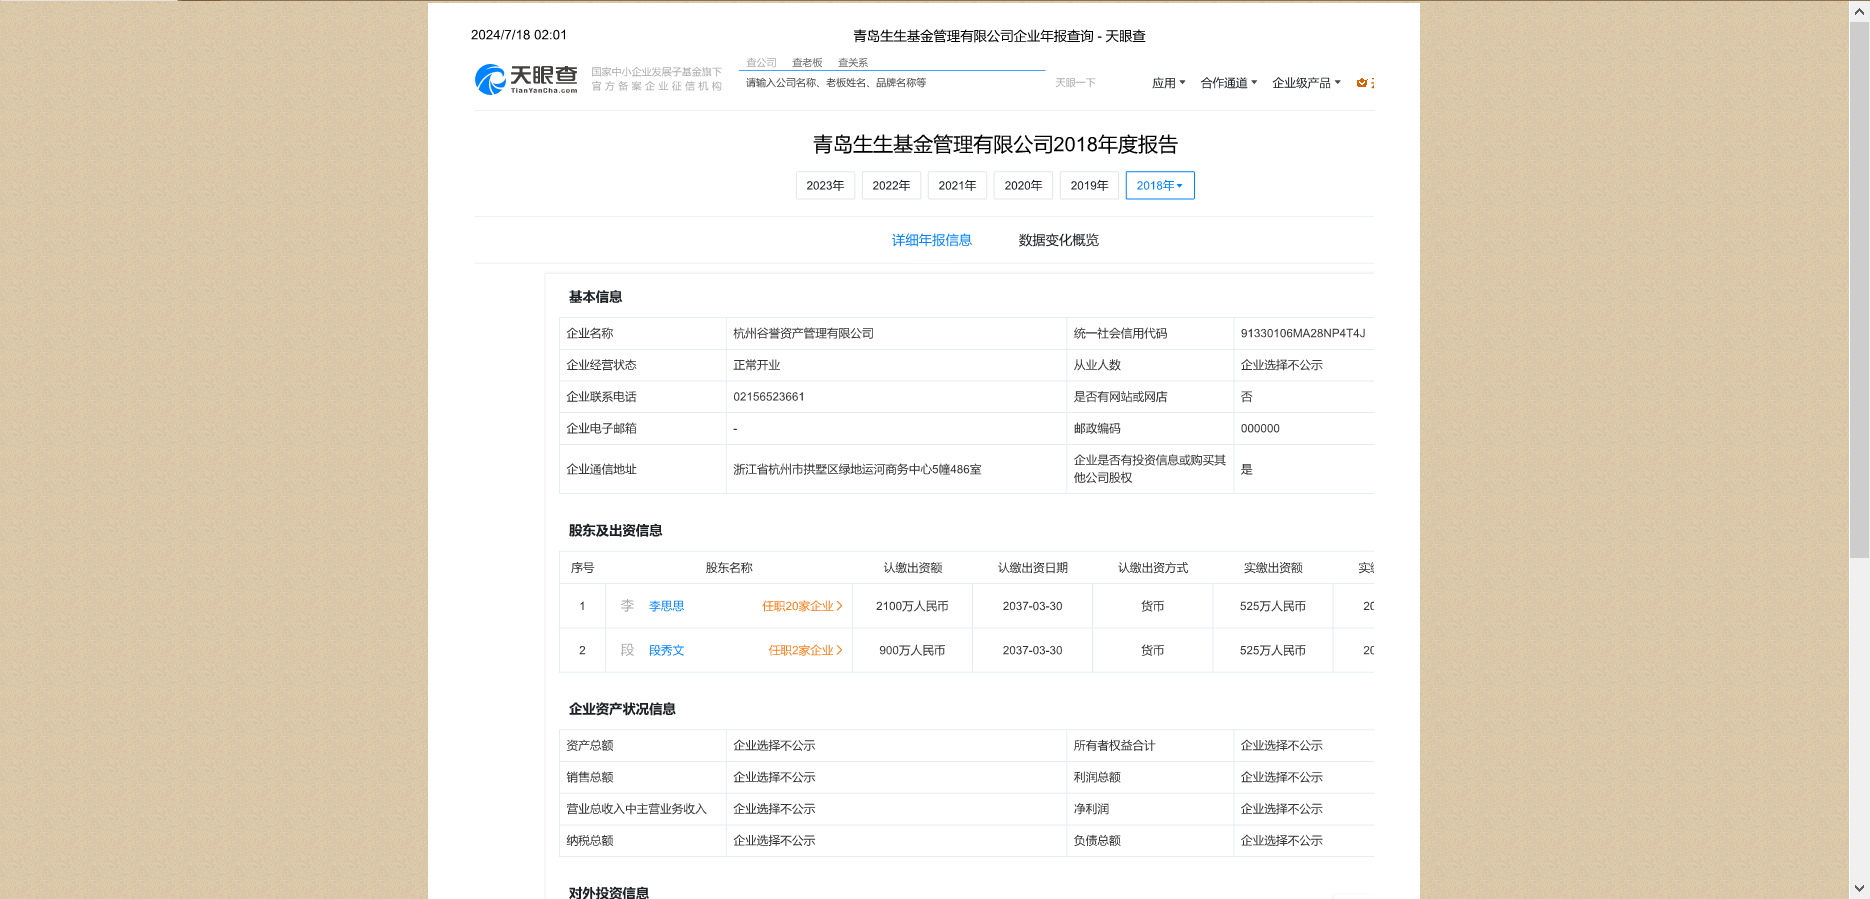 2024/7/18 02:01
青岛生生基金管理有限公司企业年报查询 - 天眼查
天眼查
TianYanCha.com
国家中小企业发展子基金旗下
官方备案企业征信机构
查公司 查老板 查关系
请输入公司名称、老板姓名、品牌名称等
天眼一下
应用 合作通道 企业级产品
青岛生生基金管理有限公司2018年度报告
2023年 2022年 2021年 2020年 2019年 2018年
详细年报信息 数据变化概览
基本信息
企业名称 杭州谷誉资产管理有限公司 统一社会信用代码 91330106MA28NP4T4J
企业经营状态 正常开业 从业人数 企业选择不公示
企业联系电话 02156523661 是否有网站或网店 否
企业电子邮箱 - 邮政编码 000000
企业通信地址 浙江省杭州市拱墅区绿地运河商务中心5幢486室 企业是否有投资信息或购买其
他公司股权 是
股东及出资信息
序号 股东名称 认缴出资额 认缴出资日期 认缴出资方式 实缴出资额 实
1 李 李思思 任职20家企业 2100万人民币 2037-03-30 货币 525万人民币 20
2 段 段秀文 任职2家企业 900万人民币 2037-03-30 货币 525万人民币 20
企业资产状况信息
资产总额 企业选择不公示 所有者权益合计 企业选择不公示
销售总额 企业选择不公示 利润总额 企业选择不公示
营业总收入中主营业务收入 企业选择不公示 净利润 企业选择不公示
纳税总额 企业选择不公示 负债总额 企业选择不公示
对外投资信息